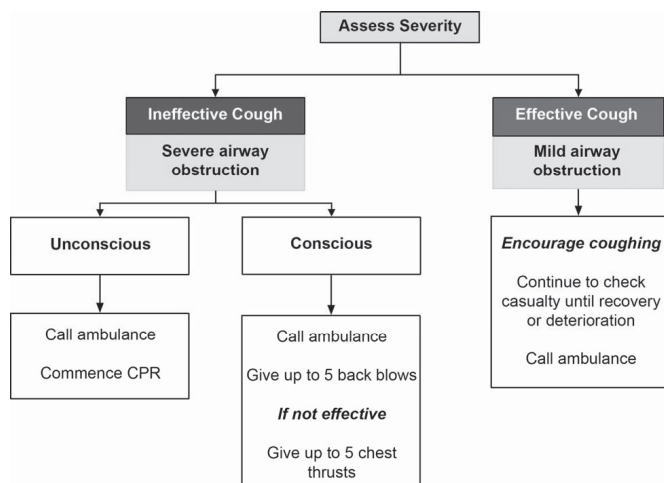 Assess Severity
Ineffective Cough
Severe airway
obstruction
Effective Cough
Mild airway
obstruction
Unconscious
Conscious
Call ambulance
Commence CPR
Call ambulance
Give up to 5 back blows
If not effective
Give up to 5 chest
thrusts
Encourage coughing
Continue to check
casualty until recovery
or deterioration
Call ambulance